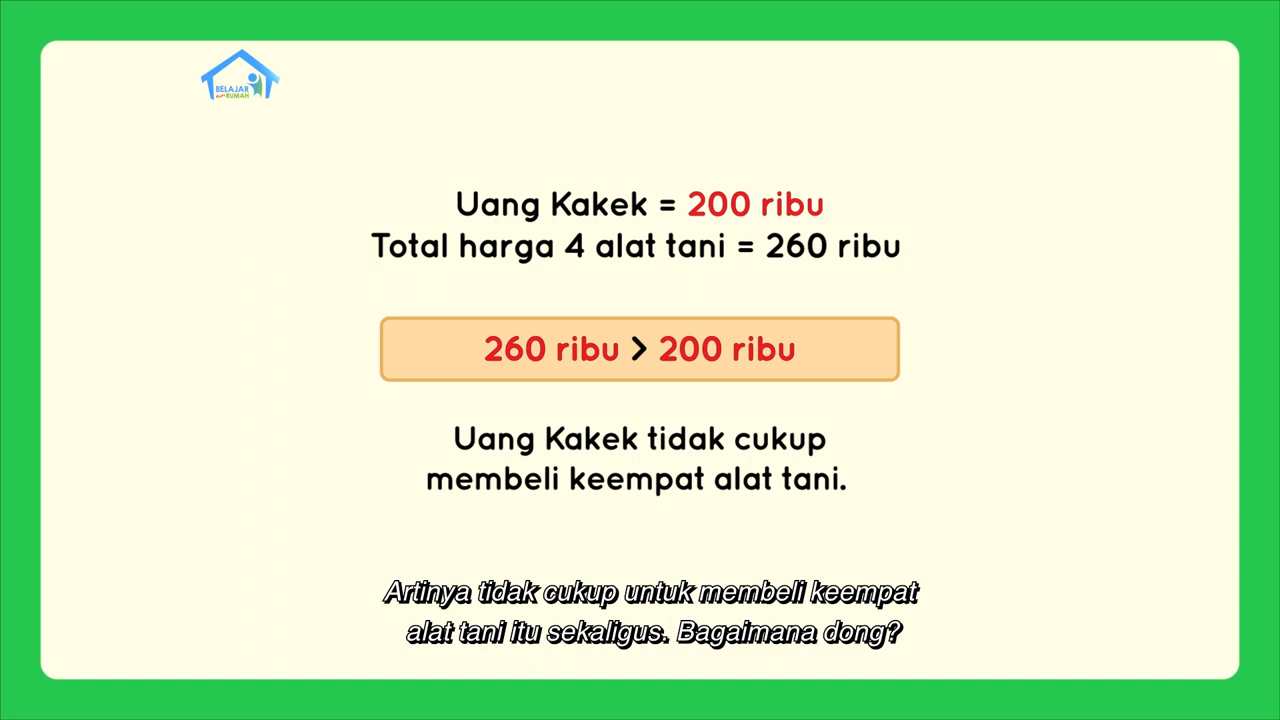 BELAJAR
dari RUMAH
Uang Kakek = 200 ribu
Total harga 4 alat tani = 260 ribu
260 ribu > 200 ribu
Uang Kakek tidak cukup
membeli keempat alat tani.
Artinya tidak cukup untuk membeli keempat
alat tani itu sekaligus. Bagaimana dong?